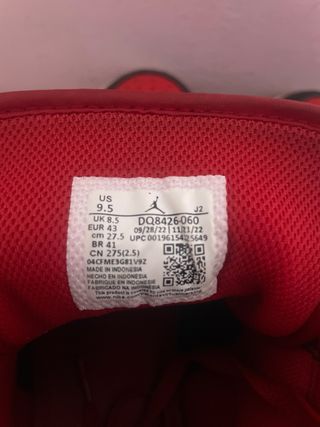 US
9.5
J2
UK 8.5
DQ8426-060
EUR 43
09/28/22 | 11/21/22
cm 27.5
UPC 00196154256649
BR 41
CN 275(2.5)
04CFME3G81V9Z
MADE IN INDONESIA
HECHO EN INDONESIA
FABRIQUE EN INDONESIE
FABRICADO NA INDONESIA